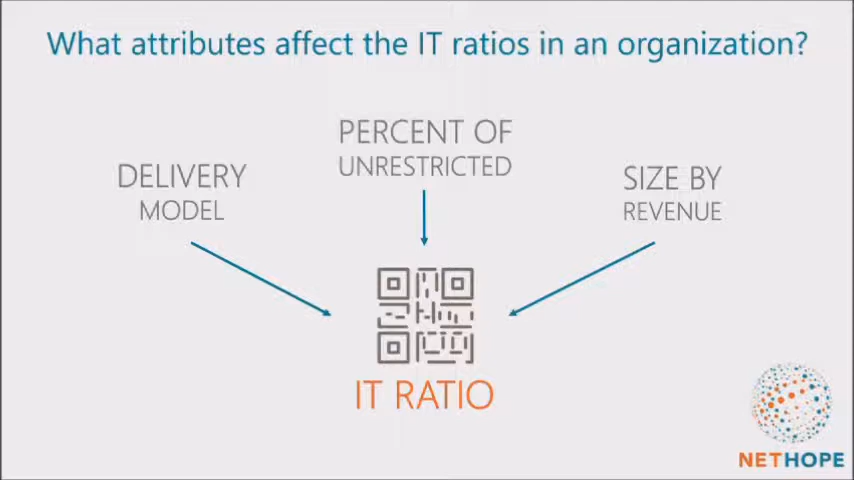 What attributes affect the IT ratios in an organization?
DELIVERY
MODEL
PERCENT OF
UNRESTRICTED
SIZE BY
REVENUE
IT RATIO
NETHOPE